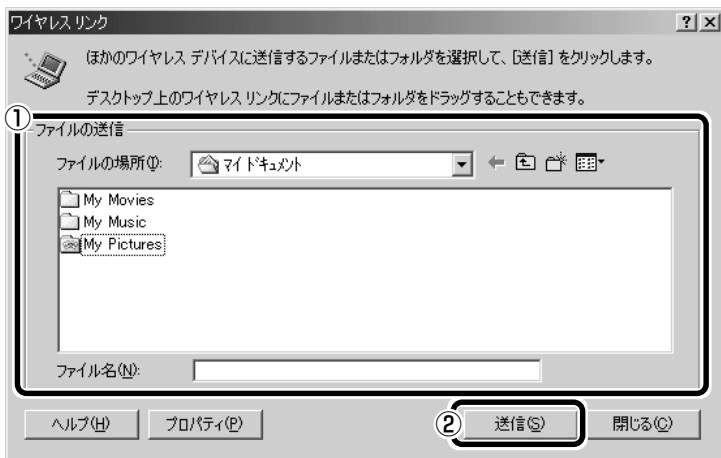 ワイヤレス リンク
ほかのワイヤレス デバイスに送信するファイルまたはフォルダを選択して、[送信] をクリックします。
デスクトップ上のワイヤレス リンクにファイルまたはフォルダをドラッグすることもできます。
①
ファイルの送信
ファイルの場所(I): マイ ドキュメント
My Movies
My Music
My Pictures
ファイル名(N):
ヘルプ(H) プロパティ(P) ② 送信(S) 閉じる(C)